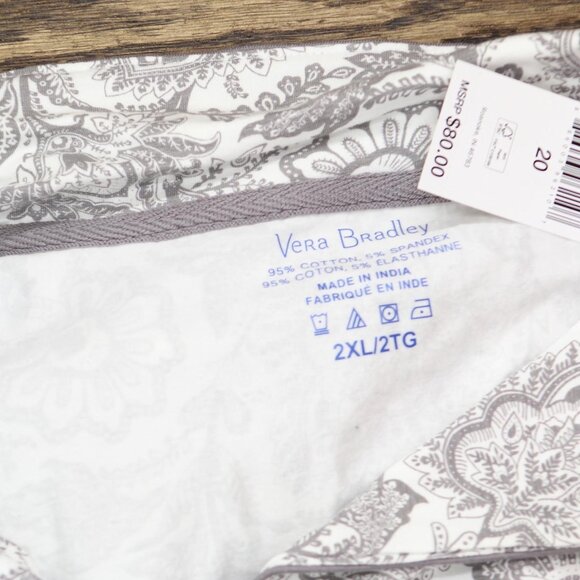 Vera Bradley
95% COTTON, 5% SPANDEX
95% COTON, 5% ÉLASTHANNE
MADE IN INDIA
FABRIQUÉ EN INDE
2XL/2TG
MSRP $80.00
20